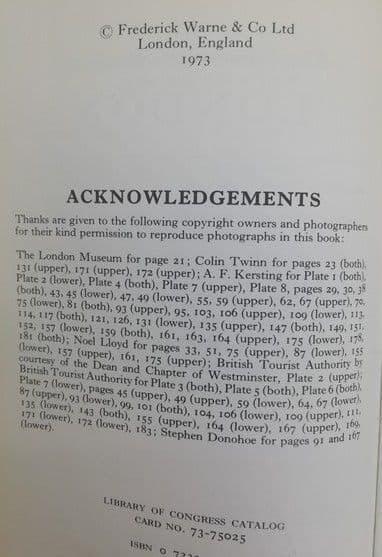 © Frederick Warne & Co Ltd
London, England
1973
ACKNOWLEDGEMENTS
Thanks are given to the following copyright owners and photographers
for their kind permission to reproduce photographs in this book:
The London Museum for page 21; Colin Twinn for pages 23 (both),
131 (upper), 171 (upper), 172 (upper); A. F. Kersting for Plate 1 (both),
Plate 2 (lower), Plate 4 (both), Plate 7 (upper), Plate 8, pages 29, 30, 38
(both), 43, 45 (lower), 47, 49 (lower), 55, 59 (upper), 62, 67 (upper), 70,
75 (lower), 81 (both), 93 (upper), 95, 103, 106 (upper), 109 (lower), 113,
114, 117 (both), 121, 126, 131 (lower), 135 (upper), 147 (both), 149, 151,
152, 157 (lower), 159 (both), 161, 163, 164 (upper), 175 (lower), 178,
181 (both); Noel Lloyd for pages 33, 51, 75 (upper), 87 (lower), 155
(lower), 157 (upper), 161, 175 (upper); British Tourist Authority by
courtesy of the Dean and Chapter of Westminster, Plate 2 (upper);
British Tourist Authority for Plate 3 (both), Plate 5 (both), Plate 6 (both),
Plate 7 (lower), pages 45 (upper), 49 (upper), 59 (lower), 64, 67 (lower),
87 (upper), 93 (lower), 99, 101 (both), 104, 106 (lower), 109 (upper), 111,
135 (lower), 143 (both), 155 (upper), 164 (lower), 167 (upper), 169,
171 (lower), 172 (lower), 183; Stephen Donohoe for pages 91 and 167
(lower).
LIBRARY OF CONGRESS CATALOG
CARD NO. 73-75025
ISBN 0